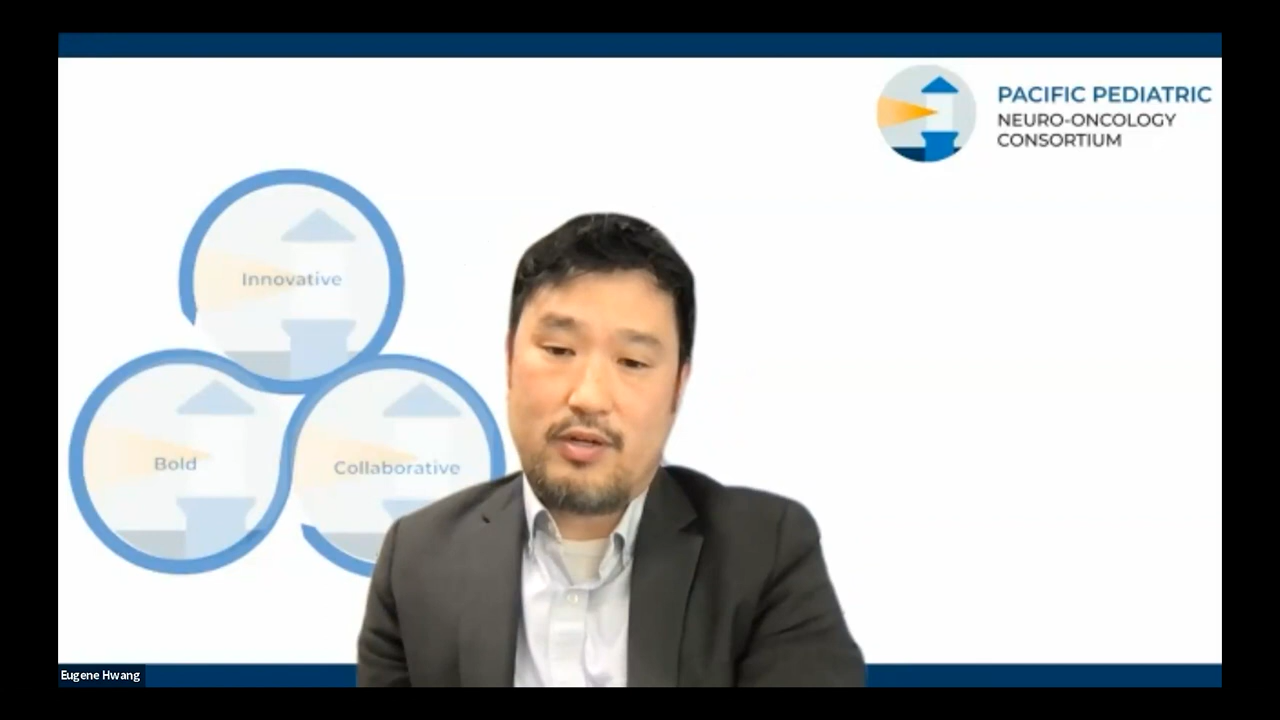 PACIFIC PEDIATRIC
NEURO-ONCOLOGY
CONSORTIUM
Innovative
Bold
Collaborative
Eugene Hwang